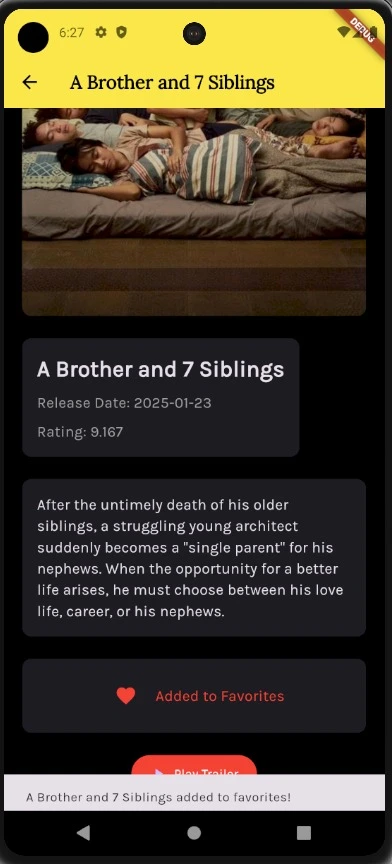 6:27
DEBUG
A Brother and 7 Siblings
A Brother and 7 Siblings
Release Date: 2025-01-23
Rating: 9.167
After the untimely death of his older
siblings, a struggling young architect
suddenly becomes a "single parent" for his
nephews. When the opportunity for a better
life arises, he must choose between his love
life, career, or his nephews.
Added to Favorites
Play Trailer
A Brother and 7 Siblings added to favorites!